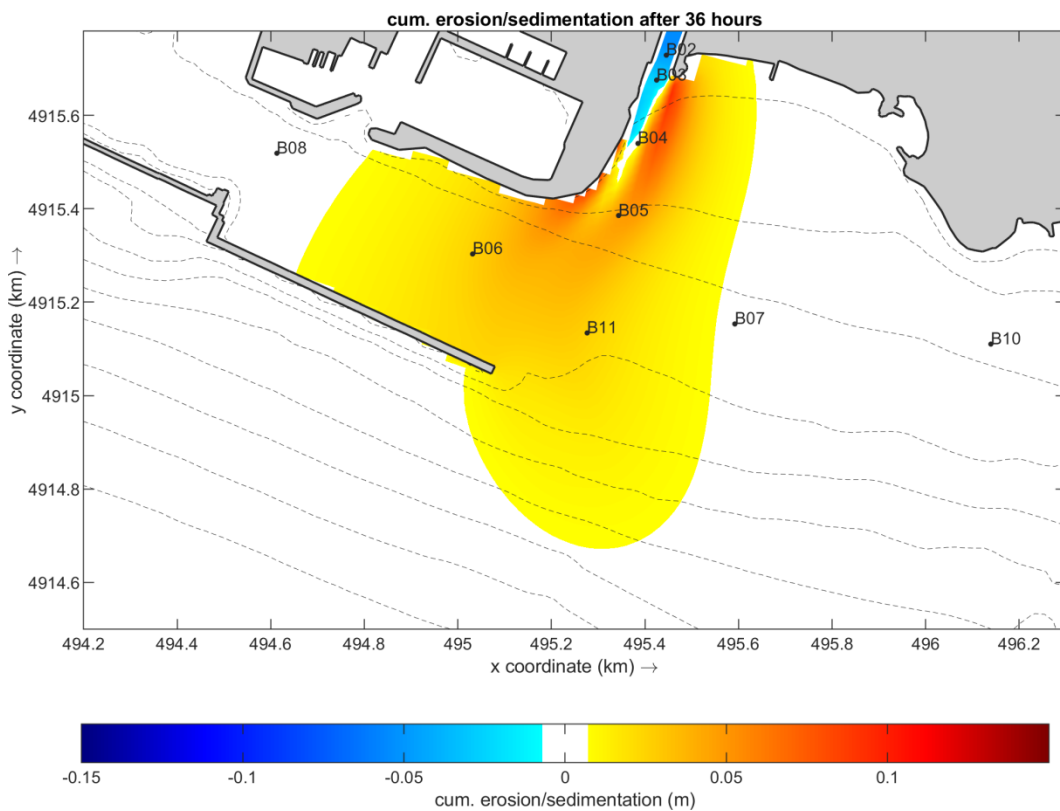 cum. erosion/sedimentation after 36 hours
B02
B03
4915.6
B04
B08
4915.4
B05
B06
4915.2
B11
B07
B10
4915
4914.8
4914.6
y coordinate (km) →
494.2 494.4 494.6 494.8 495 495.2 495.4 495.6 495.8 496 496.2
x coordinate (km) →
-0.15 -0.1 -0.05 0 0.05 0.1
cum. erosion/sedimentation (m)